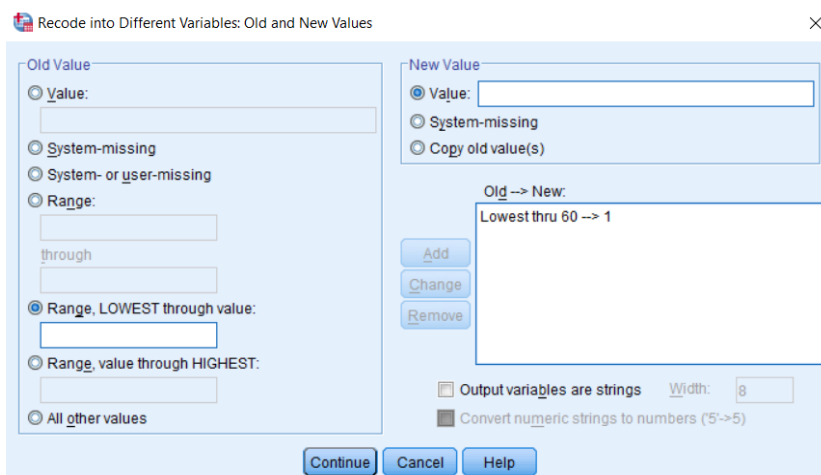 Recode into Different Variables: Old and New Values
Old Value
Value:
System-missing
System- or user-missing
Range:
through
Range, LOWEST through value:
Range, value through HIGHEST:
All other values
New Value
Value:
System-missing
Copy old value(s)
Old --> New:
Lowest thru 60 --> 1
Add
Change
Remove
Output variables are strings Width: 8
Convert numeric strings to numbers ('5'->5)
Continue Cancel Help